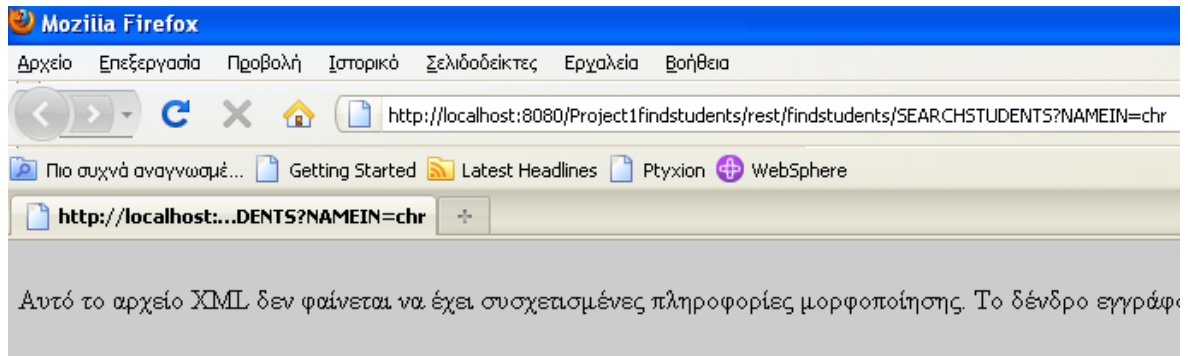 Mozilla Firefox
Αρχείο Επεξεργασία Προβολή Ιστορικό Σελιδοδείκτες Εργαλεία Βοήθεια
http://localhost:8080/Project1findstudents/rest/findstudents/SEARCHSTUDENTS?NAMEIN=chr
Πιο συχνά αναγνωσμέ... Getting Started Latest Headlines Ptyxion WebSphere
http://localhost:...DENTS?NAMEIN=chr
Αυτό το αρχείο XML δεν φαίνεται να έχει συσχετισμένες πληροφορίες μορφοποίησης. Το δένδρο